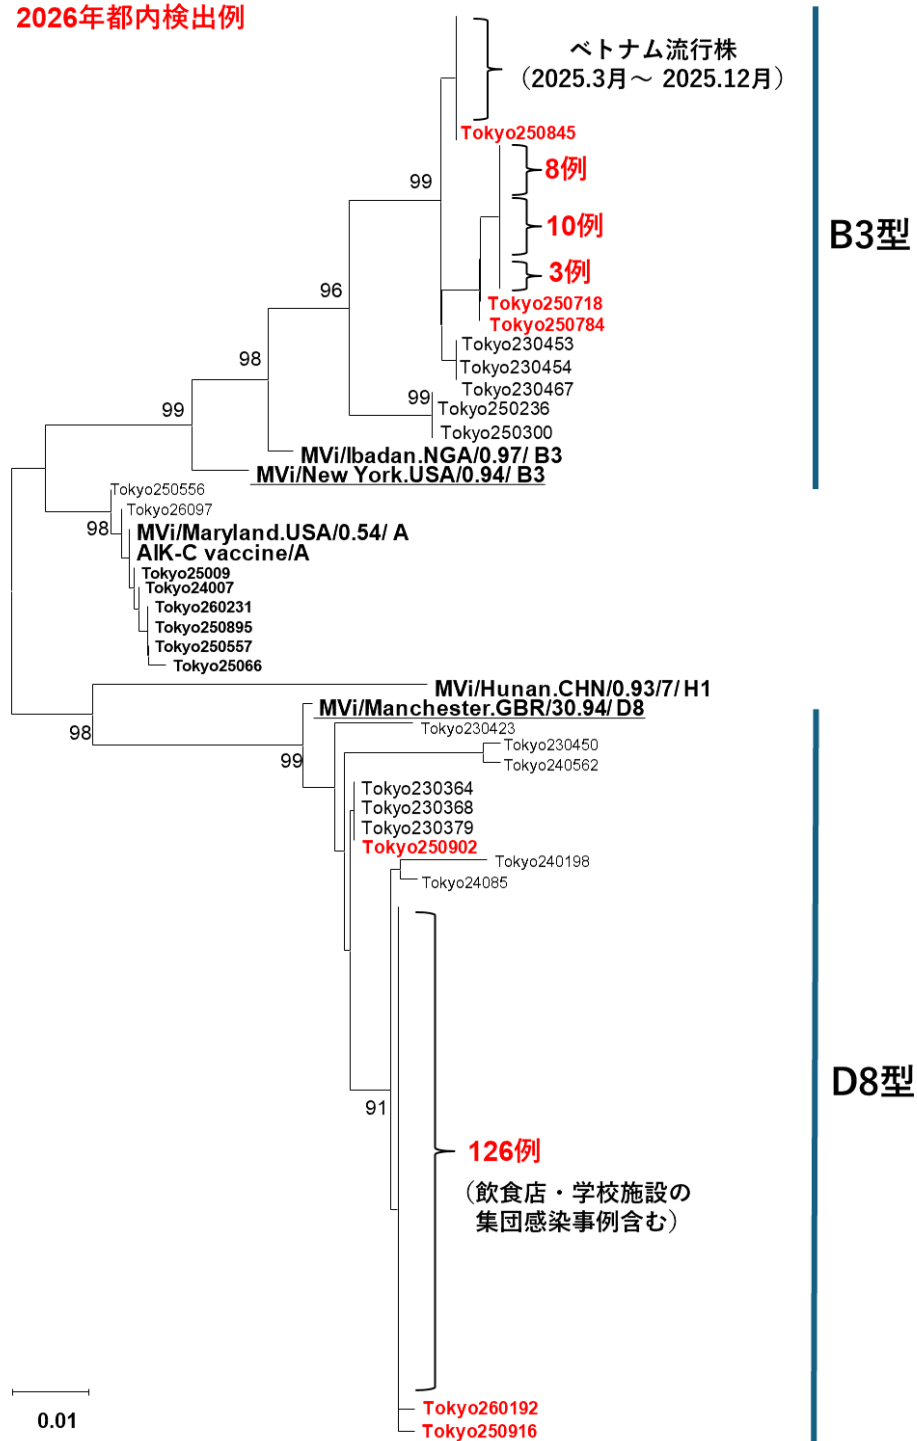 2026年都内検出例
ベトナム流行株
（2025.3月～ 2025.12月）
Tokyo250845
99
8例
10例
B3型
3例
96
Tokyo250718
Tokyo250784
Tokyo230453
98
Tokyo230454
Tokyo230467
99
Tokyo250236
99
Tokyo250300
MVi/Ibadan.NGA/0.97/ B3
MVi/New York.USA/0.94/ B3
Tokyo250556
Tokyo26097
98
MVi/Maryland.USA/0.54/ A
AIK-C vaccine/A
Tokyo25009
Tokyo24007
Tokyo260231
Tokyo250895
Tokyo250557
Tokyo25066
MVi/Hunan.CHN/0.93/7/ H1
MVi/Manchester.GBR/30.94/ D8
98
Tokyo230423
Tokyo230450
99
Tokyo240562
Tokyo230364
Tokyo230368
Tokyo230379
Tokyo250902
Tokyo240198
Tokyo24085
D8型
91
126例
（飲食店・学校施設の
集団感染事例含む）
0.01
Tokyo260192
Tokyo250916